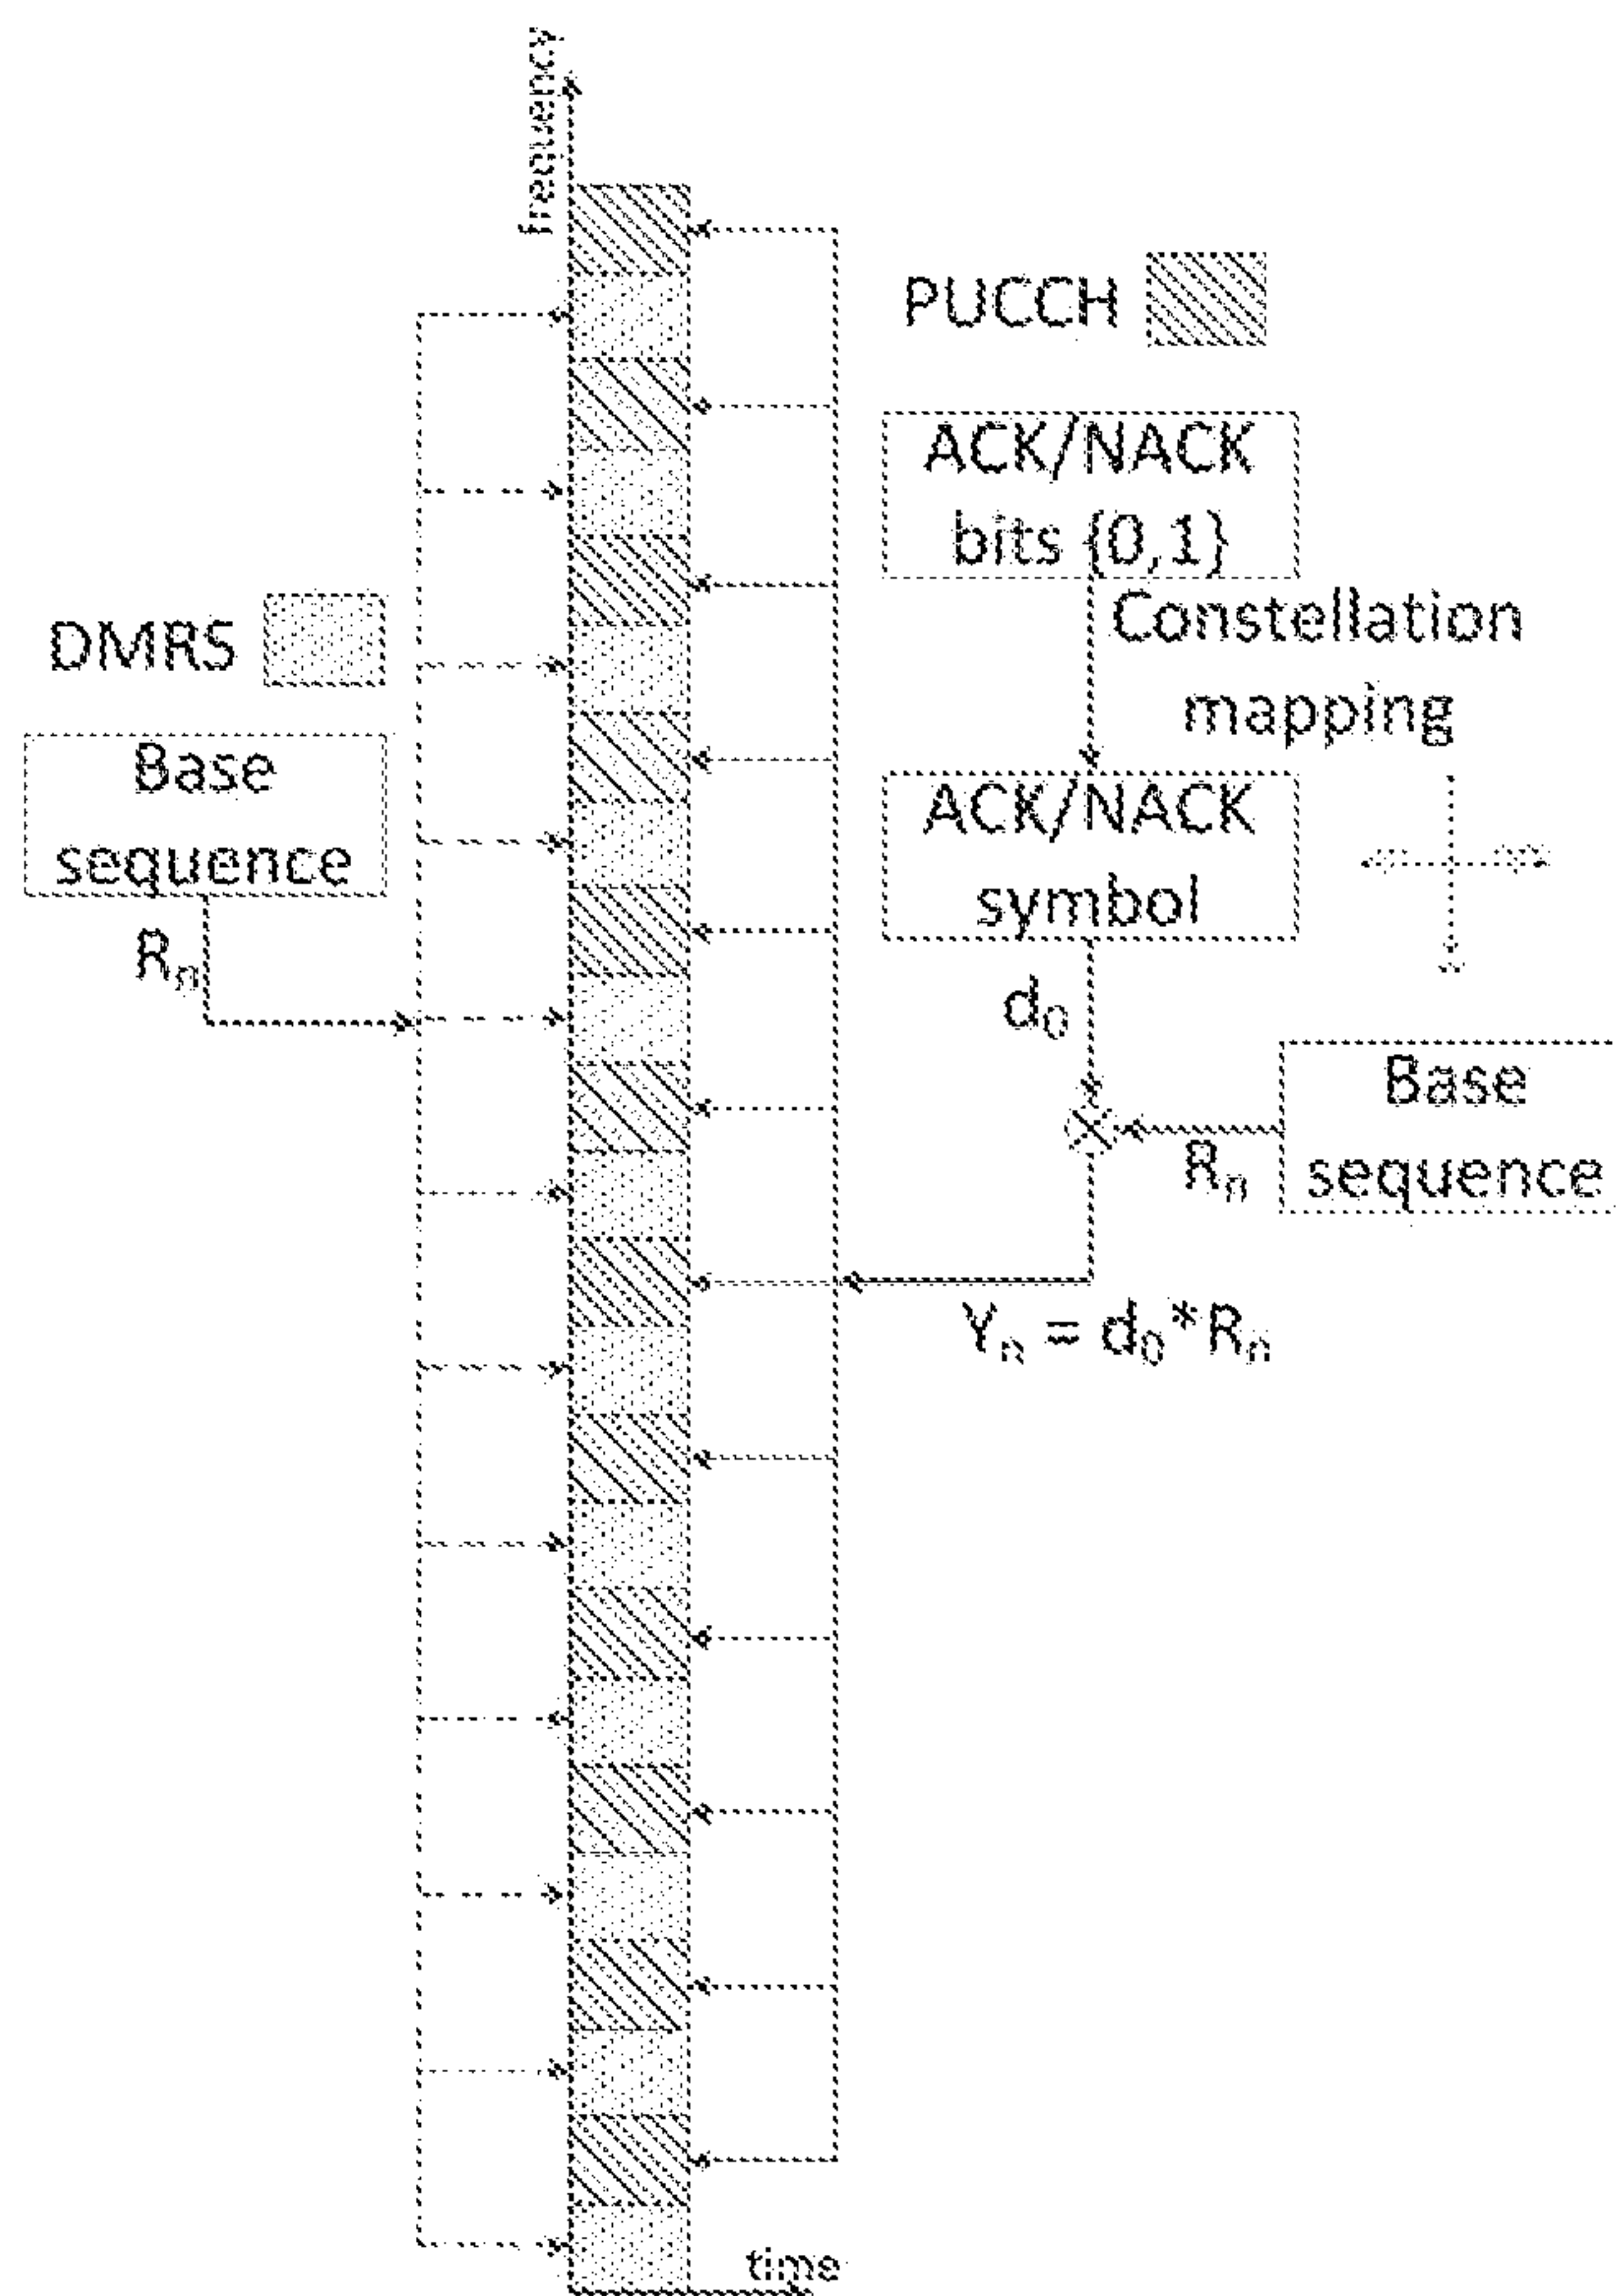 frequency
PUCCH
ACK/NACK
bits {0,1}
Constellation
mapping
DMRS
Base
sequence
Rₙ
ACK/NACK
symbol
d₀
Base
sequence
Rₙ
Yₙ = d₀*Rₙ
time